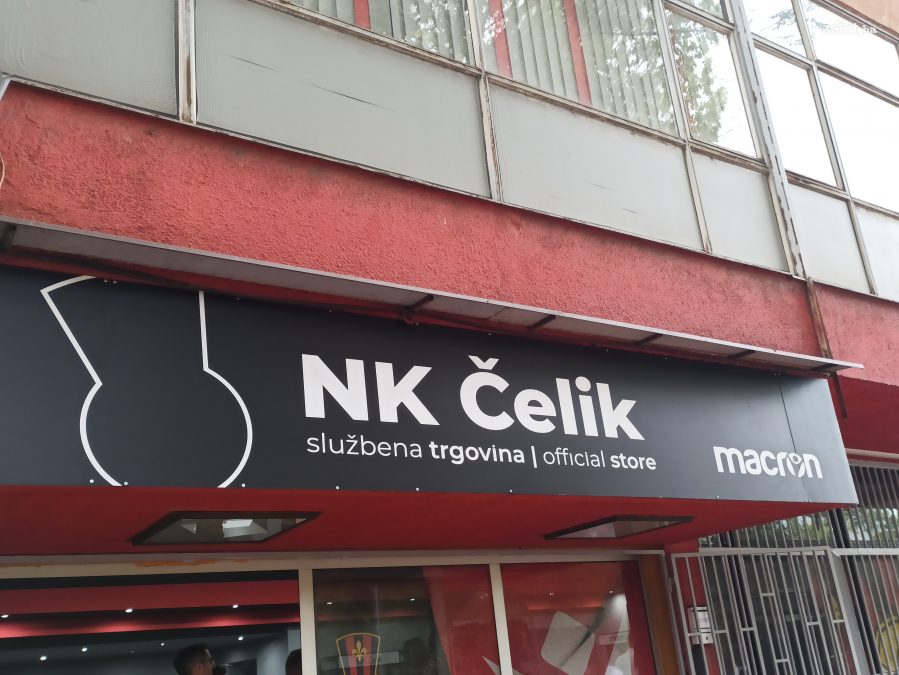 NK Čelik
službena trgovina | official store
macron